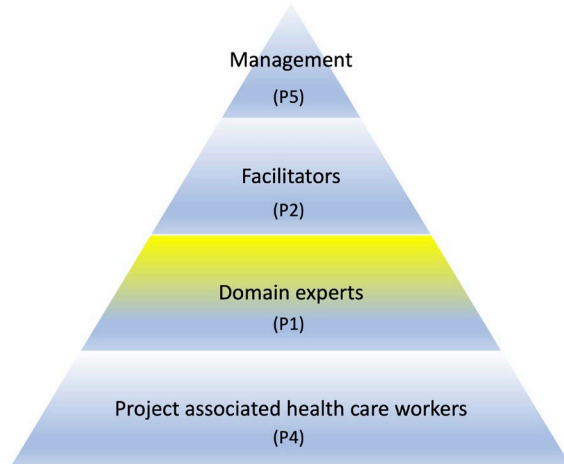 Management
(P5)
Facilitators
(P2)
Domain experts
(P1)
Project associated health care workers
(P4)